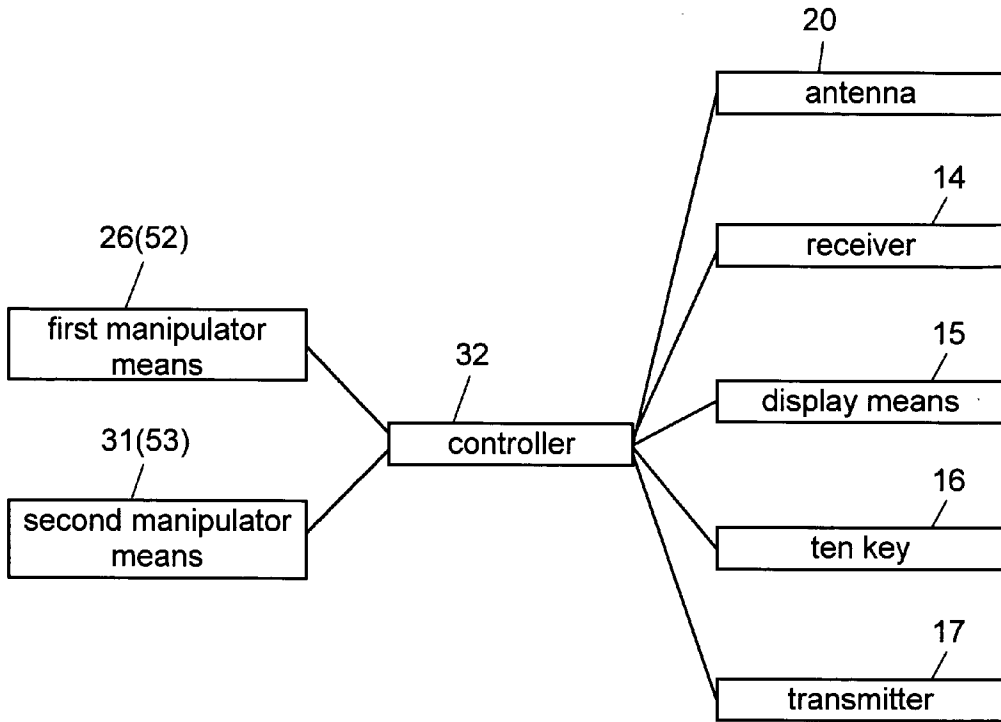 20
antenna
14
receiver
26(52)
first manipulator
means
15
display means
32
controller
31(53)
second manipulator
means
16
ten key
17
transmitter